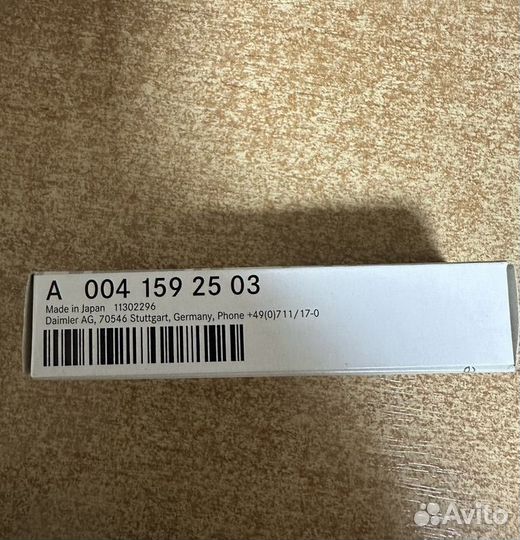 A 004 159 25 03
Made in Japan 11302296
Daimler AG, 70546 Stuttgart, Germany, Phone +49(0)711/17-0
Avito